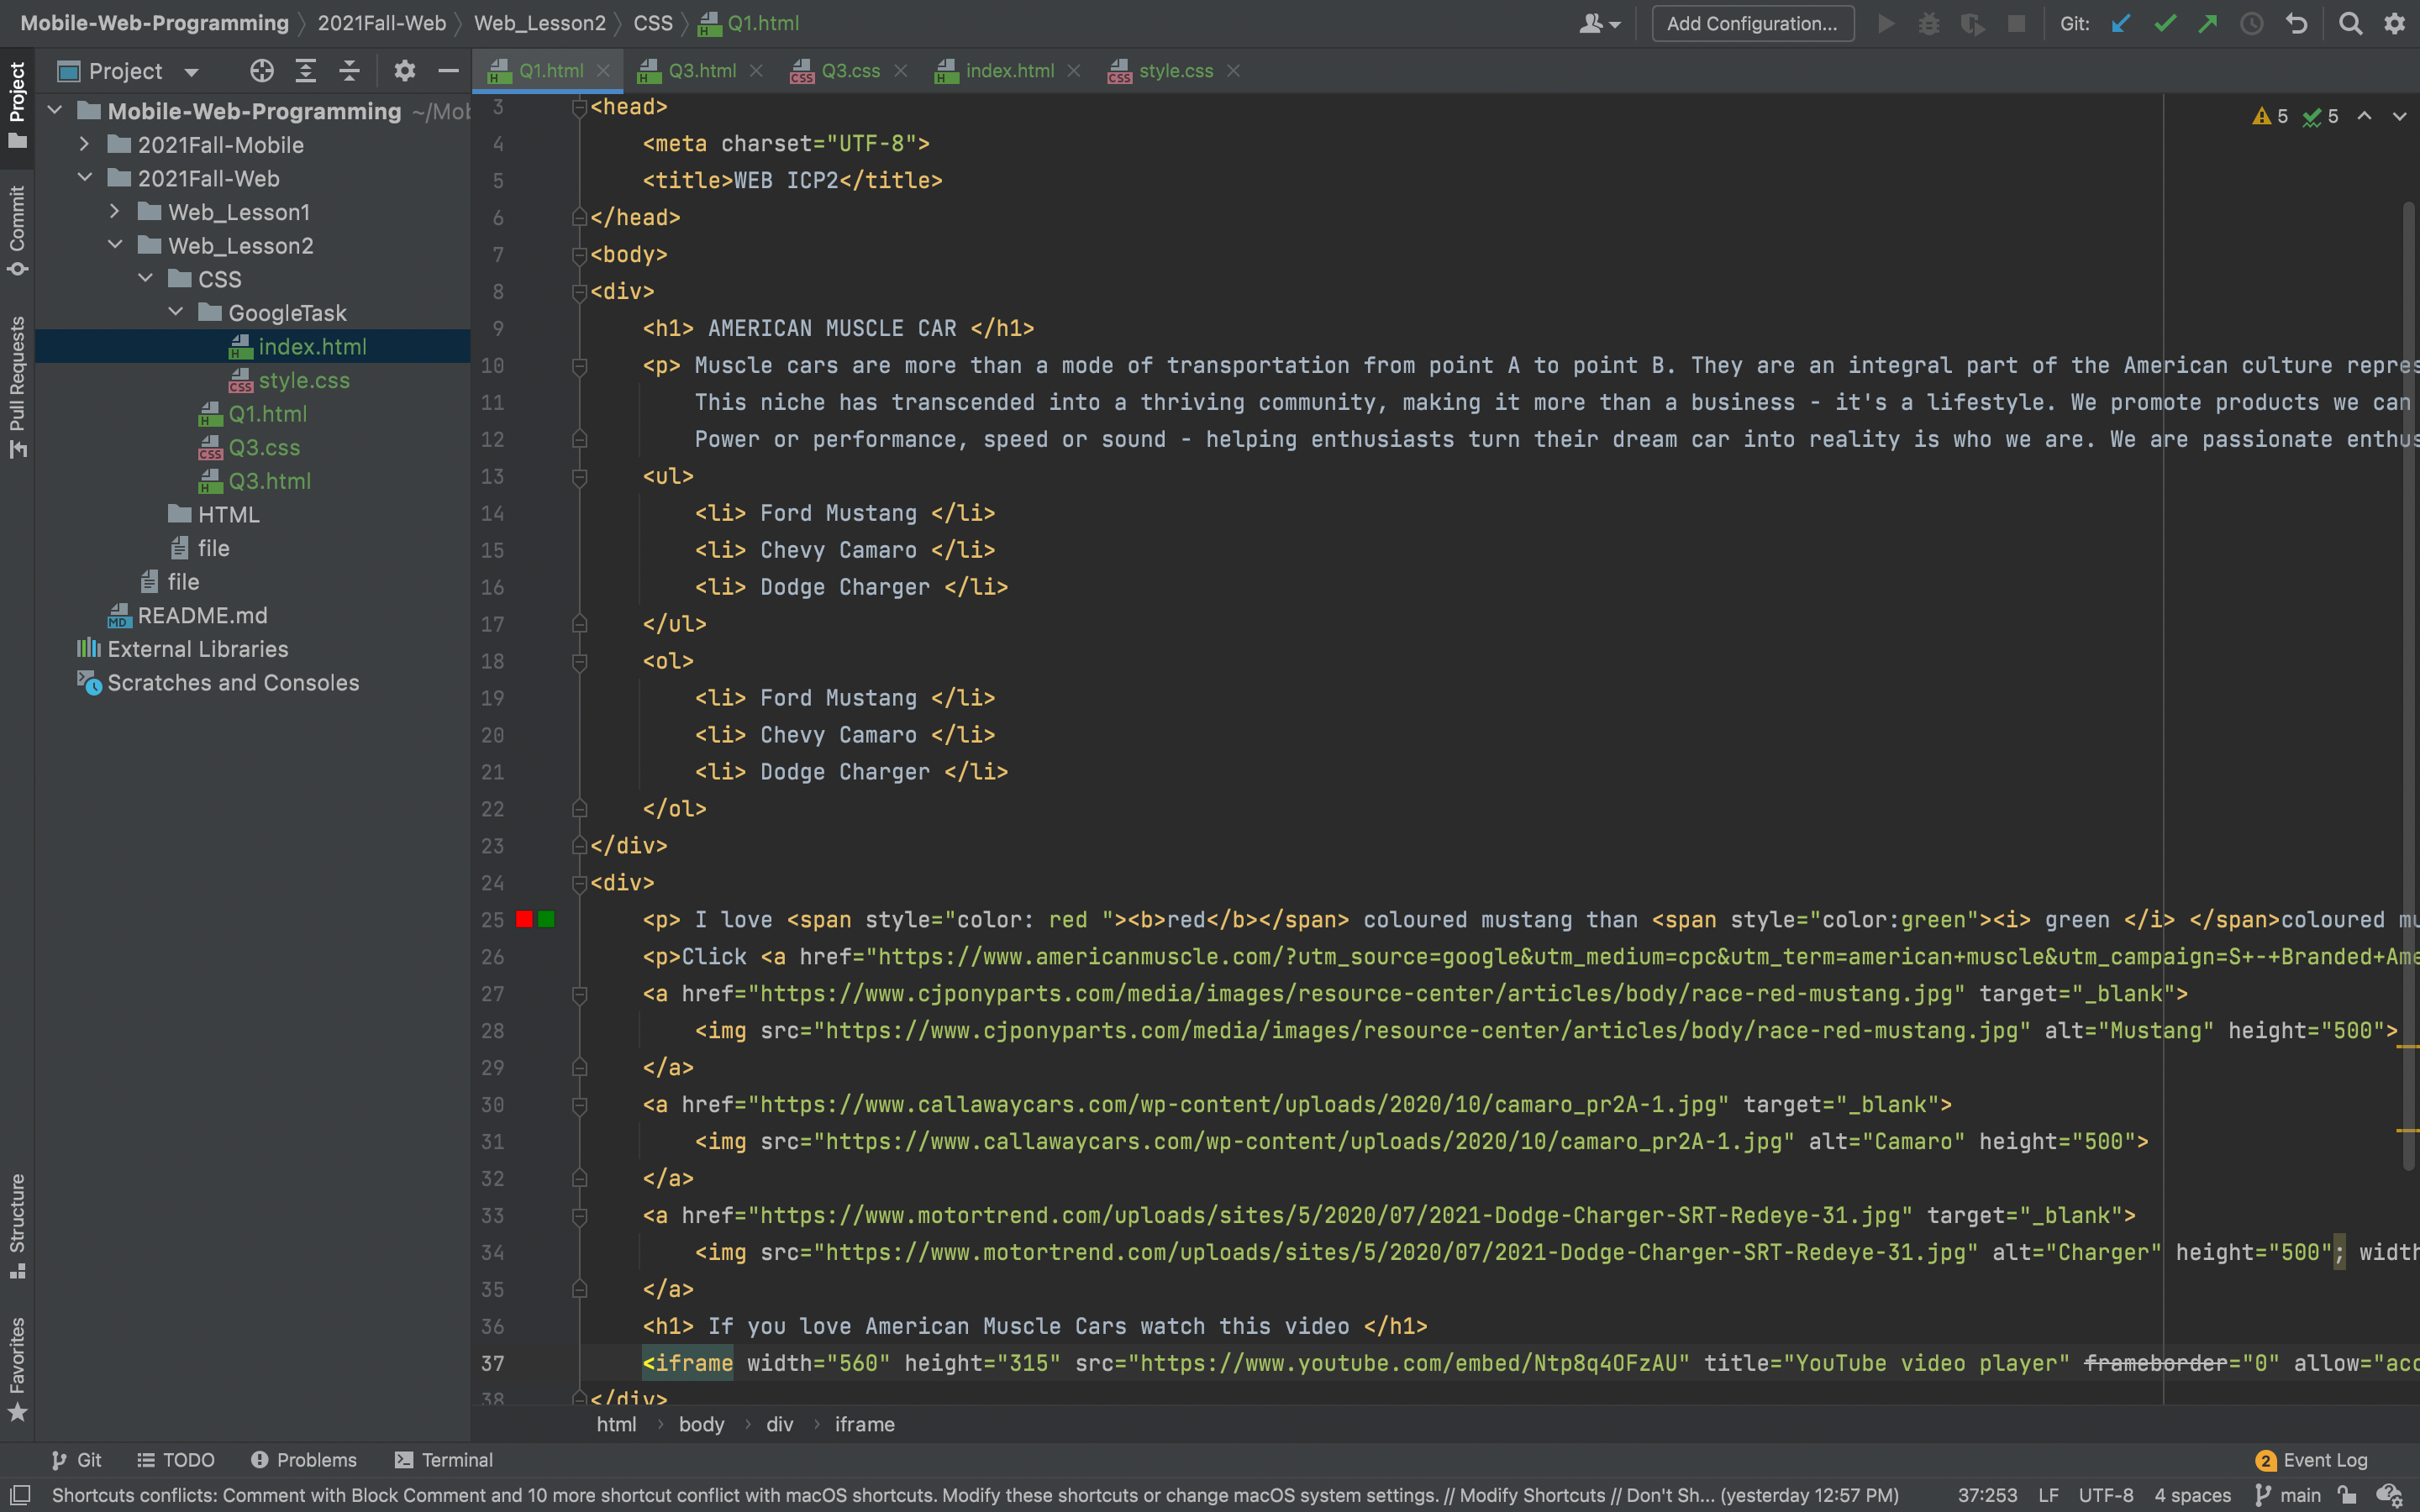 Mobile-Web-Programming 2021Fall-Web Web_Lesson2 CSS Q1.html Add Configuration... Git:
Project
Q1.html Q3.html Q3.css index.html style.css
Project
Commit
Pull Requests
Structure
Favorites
Mobile-Web-Programming ~/Mob
2021Fall-Mobile
2021Fall-Web
Web_Lesson1
Web_Lesson2
CSS
GoogleTask
index.html
style.css
Q1.html
Q3.css
Q3.html
HTML
file
file
README.md
External Libraries
Scratches and Consoles
5 5
3 <head>
4 <meta charset="UTF-8">
5 <title>WEB ICP2</title>
6 </head>
7 <body>
8 <div>
9 <h1> AMERICAN MUSCLE CAR </h1>
10 <p> Muscle cars are more than a mode of transportation from point A to point B. They are an integral part of the American culture repres
11 This niche has transcended into a thriving community, making it more than a business - it's a lifestyle. We promote products we can
12 Power or performance, speed or sound - helping enthusiasts turn their dream car into reality is who we are. We are passionate enthus
13 <ul>
14 <li> Ford Mustang </li>
15 <li> Chevy Camaro </li>
16 <li> Dodge Charger </li>
17 </ul>
18 <ol>
19 <li> Ford Mustang </li>
20 <li> Chevy Camaro </li>
21 <li> Dodge Charger </li>
22 </ol>
23 </div>
24 <div>
25 <p> I love <span style="color: red "><b>red</b></span> coloured mustang than <span style="color:green"><i> green </i> </span>coloured mu
26 <p>Click <a href="https://www.americanmuscle.com/?utm_source=google&utm_medium=cpc&utm_term=american+muscle&utm_campaign=S+-+Branded+Ame
27 <a href="https://www.cjponyparts.com/media/images/resource-center/articles/body/race-red-mustang.jpg" target="_blank">
28 <img src="https://www.cjponyparts.com/media/images/resource-center/articles/body/race-red-mustang.jpg" alt="Mustang" height="500">
29 </a>
30 <a href="https://www.callawaycars.com/wp-content/uploads/2020/10/camaro_pr2A-1.jpg" target="_blank">
31 <img src="https://www.callawaycars.com/wp-content/uploads/2020/10/camaro_pr2A-1.jpg" alt="Camaro" height="500">
32 </a>
33 <a href="https://www.motortrend.com/uploads/sites/5/2020/07/2021-Dodge-Charger-SRT-Redeye-31.jpg" target="_blank">
34 <img src="https://www.motortrend.com/uploads/sites/5/2020/07/2021-Dodge-Charger-SRT-Redeye-31.jpg" alt="Charger" height="500"; width
35 </a>
36 <h1> If you love American Muscle Cars watch this video </h1>
37 <iframe width="560" height="315" src="https://www.youtube.com/embed/Ntp8q4OFzAU" title="YouTube video player" frameborder="0" allow="acc
38 </div>
html body div iframe
Git TODO Problems Terminal 2 Event Log
Shortcuts conflicts: Comment with Block Comment and 10 more shortcut conflict with macOS shortcuts. Modify these shortcuts or change macOS system settings. // Modify Shortcuts // Don't Sh... (yesterday 12:57 PM) 37:253 LF UTF-8 4 spaces main